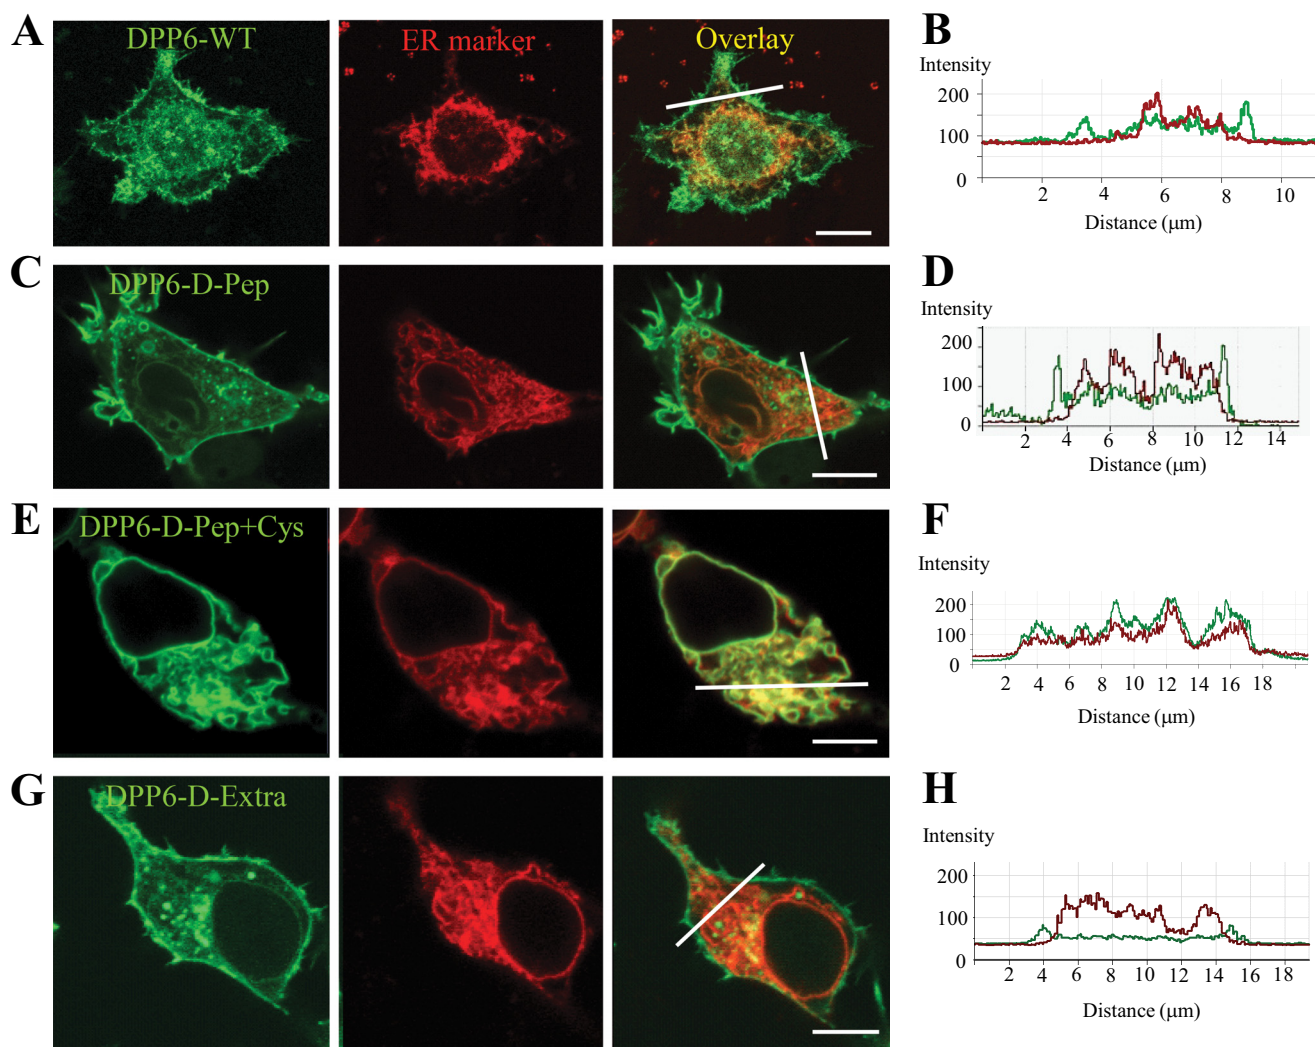 A
DPP6-WT
ER marker
Overlay
B
Intensity
200
100
0
2 4 6 8 10
Distance (μm)
C
DPP6-D-Pep
D
Intensity
200
100
0
2 4 6 8 10 12 14
Distance (μm)
E
DPP6-D-Pep+Cys
F
Intensity
200
100
0
2 4 6 8 10 12 14 16 18
Distance (μm)
G
DPP6-D-Extra
H
Intensity
200
100
0
2 4 6 8 10 12 14 16 18
Distance (μm)